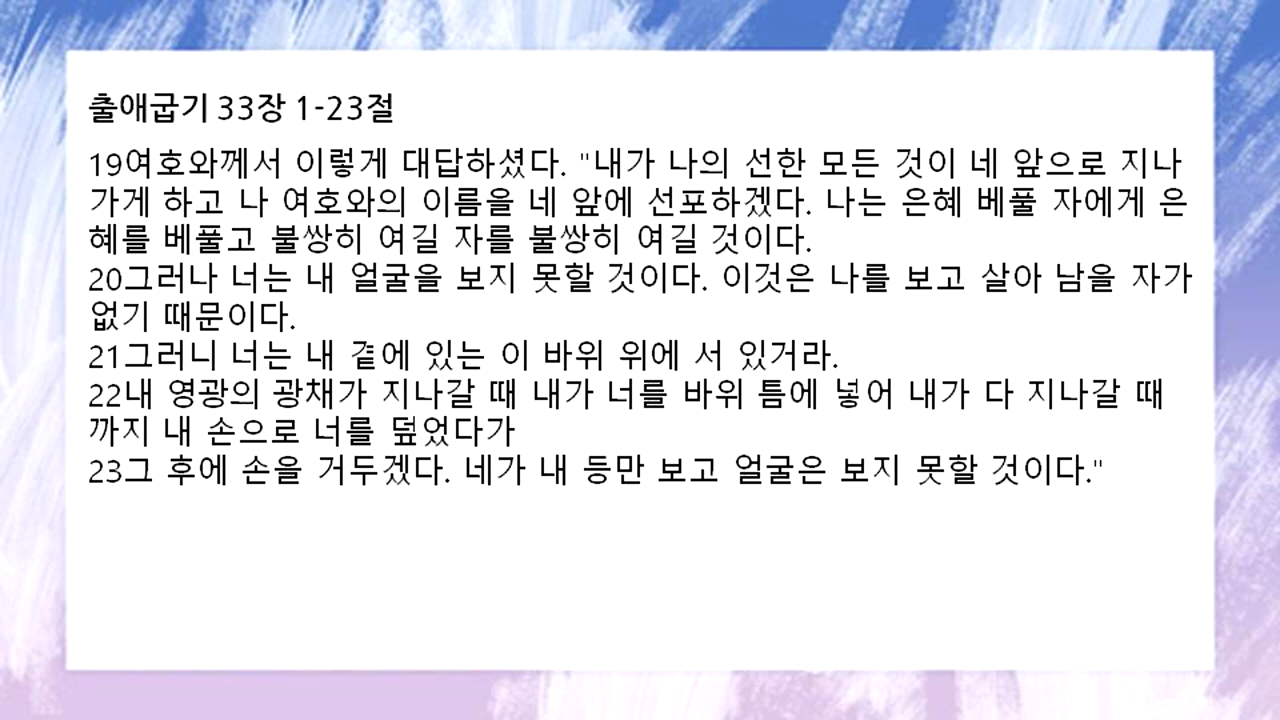 출애굽기 33장 1-23절
19여호와께서 이렇게 대답하셨다. "내가 나의 선한 모든 것이 네 앞으로 지나
가게 하고 나 여호와의 이름을 네 앞에 선포하겠다. 나는 은혜 베풀 자에게 은
혜를 베풀고 불쌍히 여길 자를 불쌍히 여길 것이다.
20그러나 너는 내 얼굴을 보지 못할 것이다. 이것은 나를 보고 살아 남을 자가
없기 때문이다.
21그러니 너는 내 곁에 있는 이 바위 위에 서 있거라.
22내 영광의 광채가 지나갈 때 내가 너를 바위 틈에 넣어 내가 다 지나갈 때
까지 내 손으로 너를 덮었다가
23그 후에 손을 거두겠다. 네가 내 등만 보고 얼굴은 보지 못할 것이다."